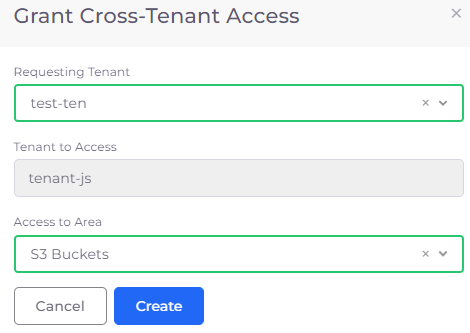 Grant Cross-Tenant Access
Requesting Tenant
test-ten
Tenant to Access
tenant-js
Access to Area
S3 Buckets
Cancel Create